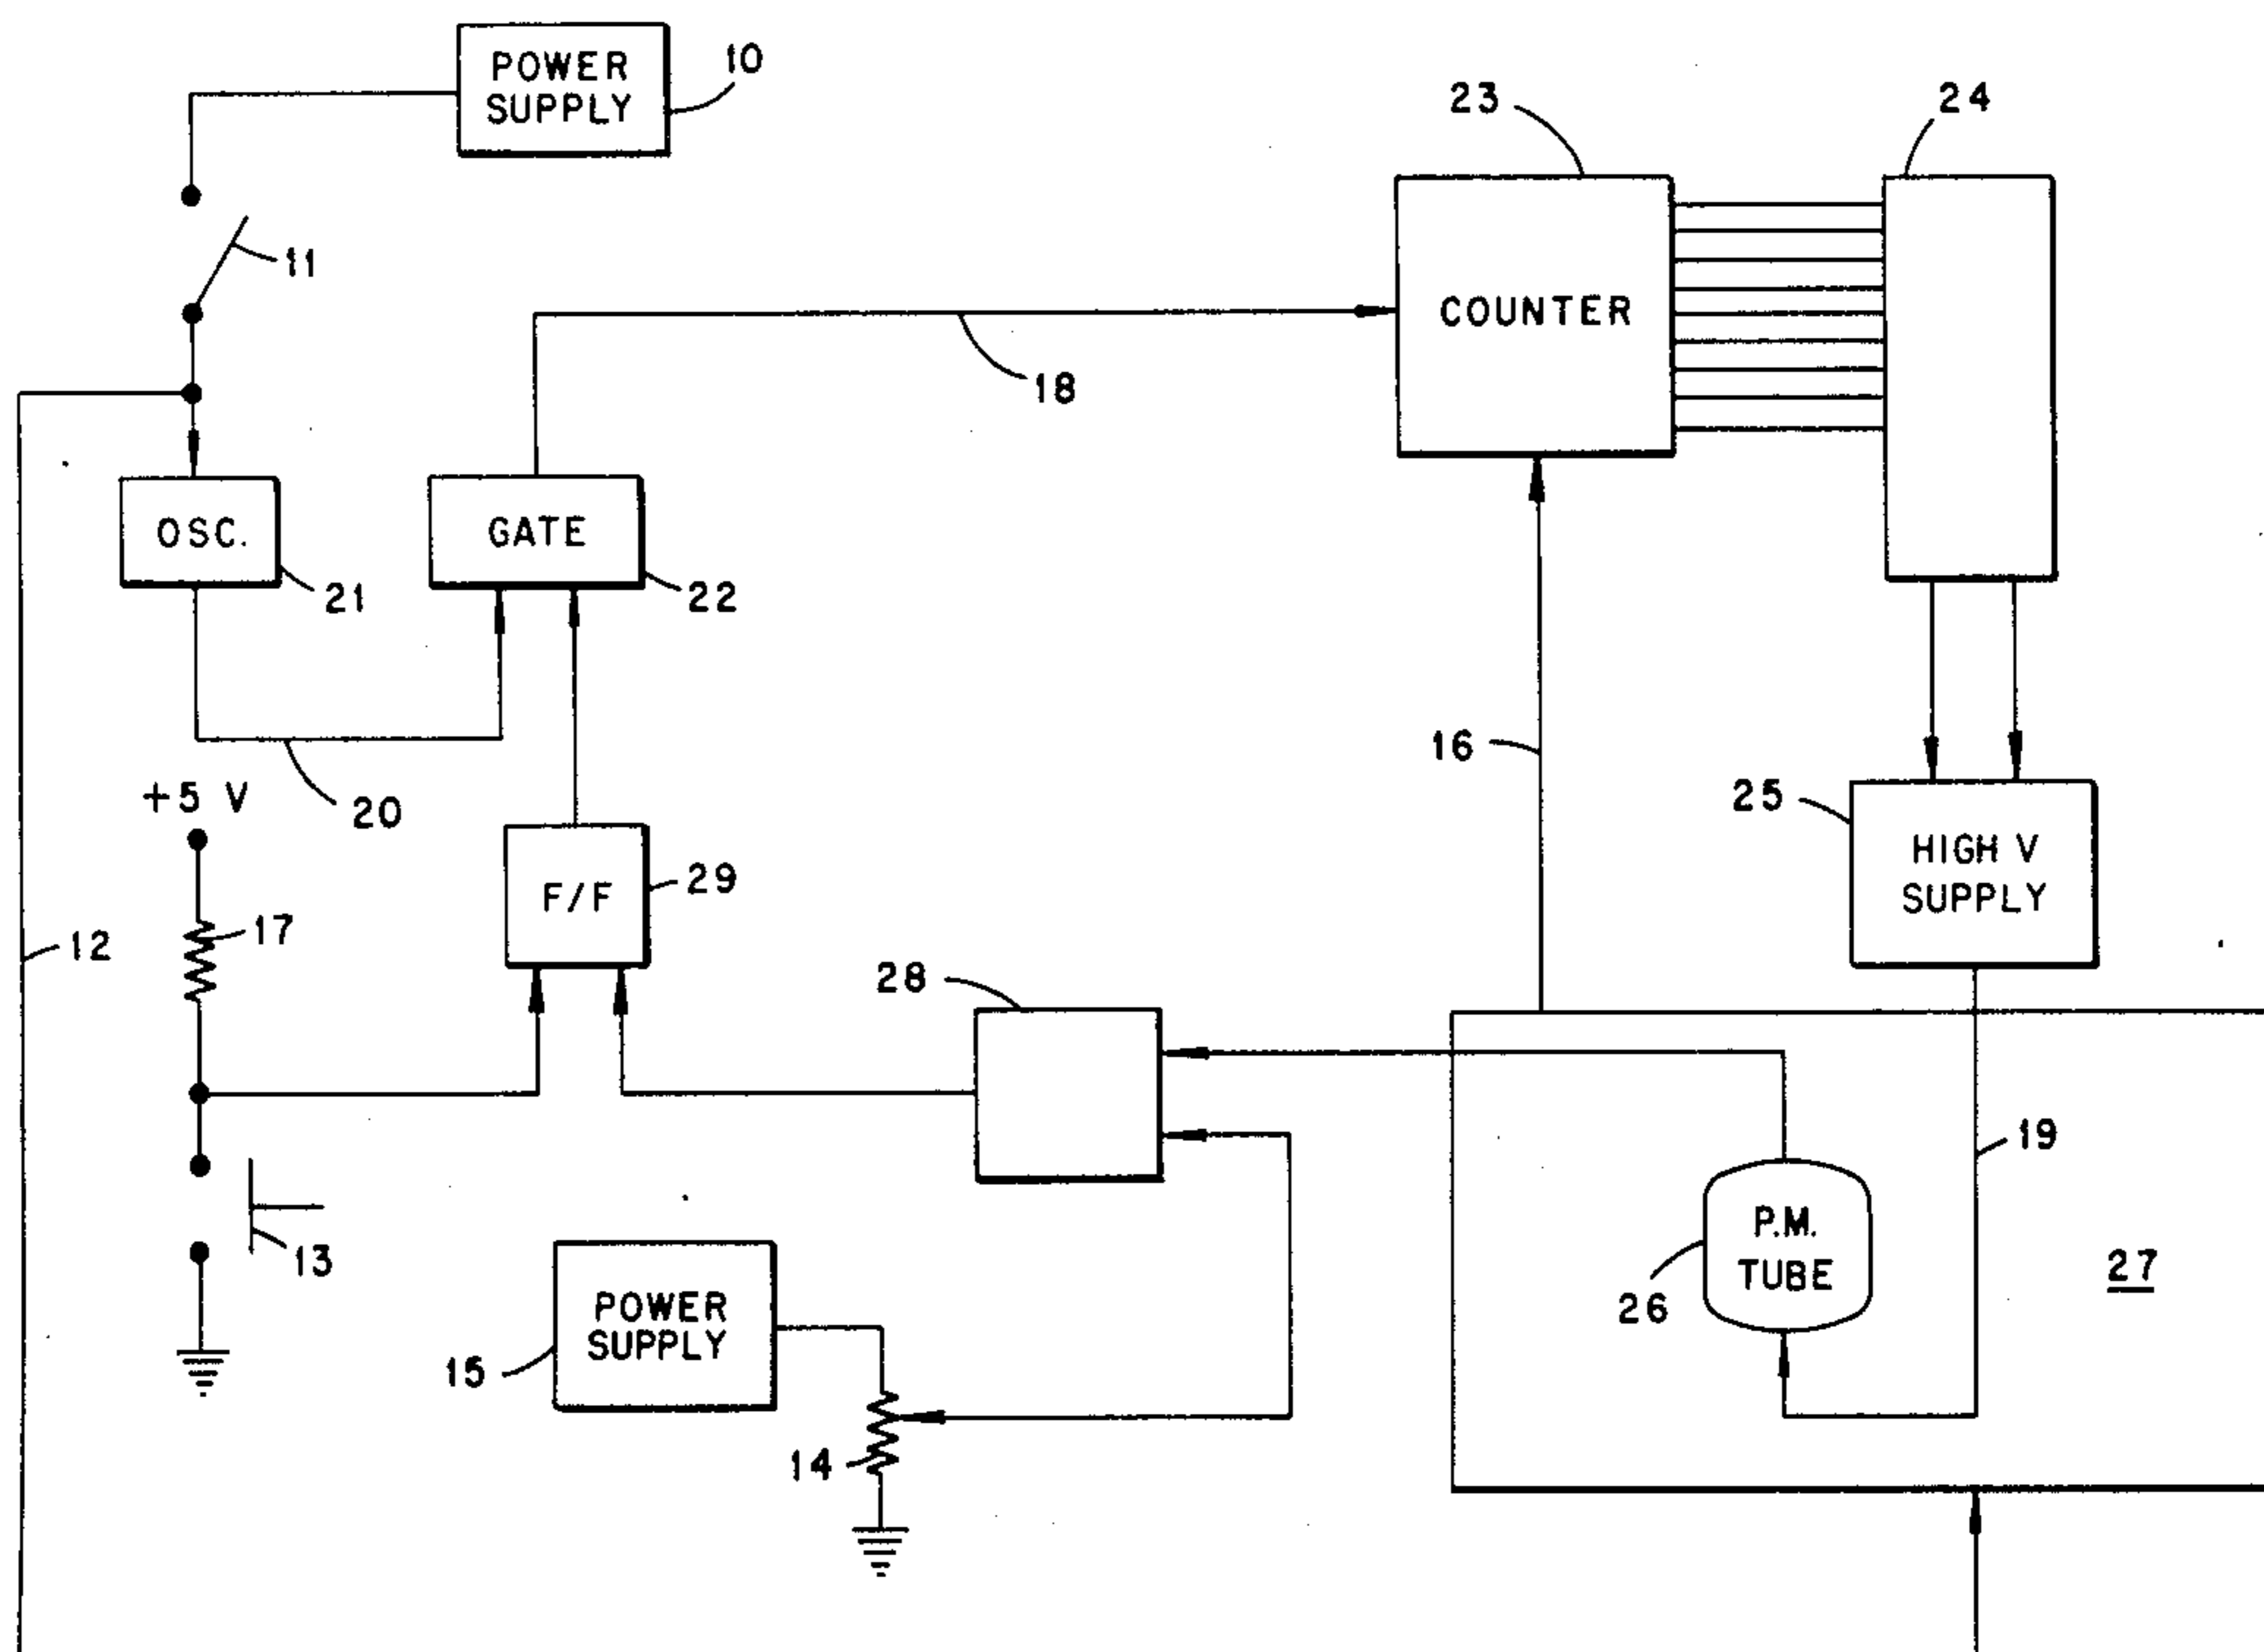 POWER
SUPPLY
10
11
23
24
COUNTER
18
OSC.
21
GATE
22
16
20
+5 V
25
HIGH V
SUPPLY
F/F
29
17
12
28
19
13
P.M.
TUBE
26
27
POWER
SUPPLY
15
14